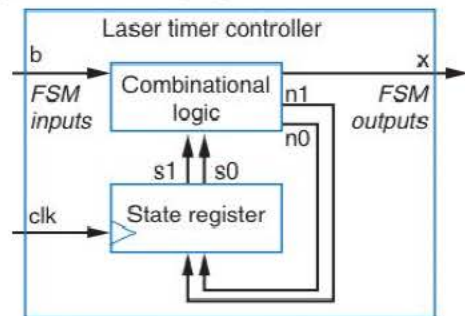 Laser timer controller
b
x
FSM
inputs
Combinational
logic
n1
n0
FSM
outputs
s1
s0
clk
State register